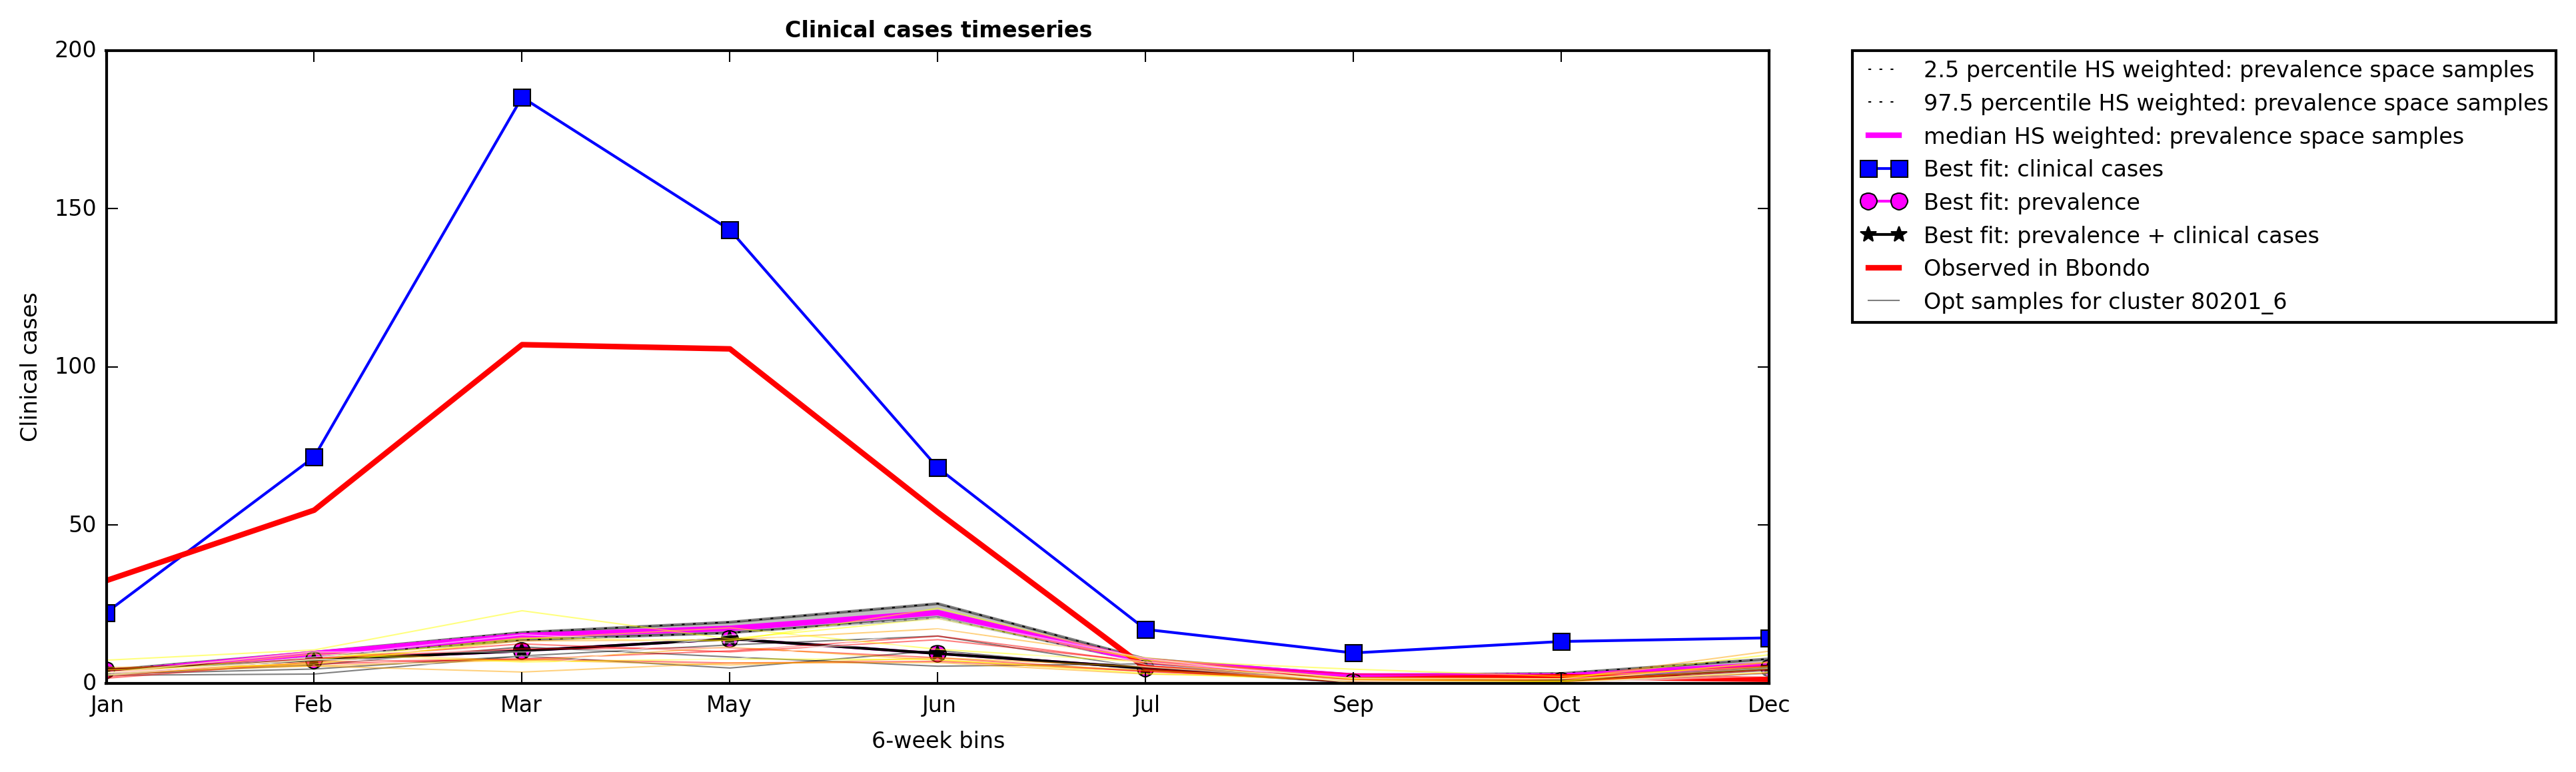 Clinical cases timeseries
200
150
100
50
0
Clinical cases
Jan Feb Mar May Jun Jul Sep Oct Dec
6-week bins
2.5 percentile HS weighted: prevalence space samples
97.5 percentile HS weighted: prevalence space samples
median HS weighted: prevalence space samples
Best fit: clinical cases
Best fit: prevalence
Best fit: prevalence + clinical cases
Observed in Bbondo
Opt samples for cluster 80201_6